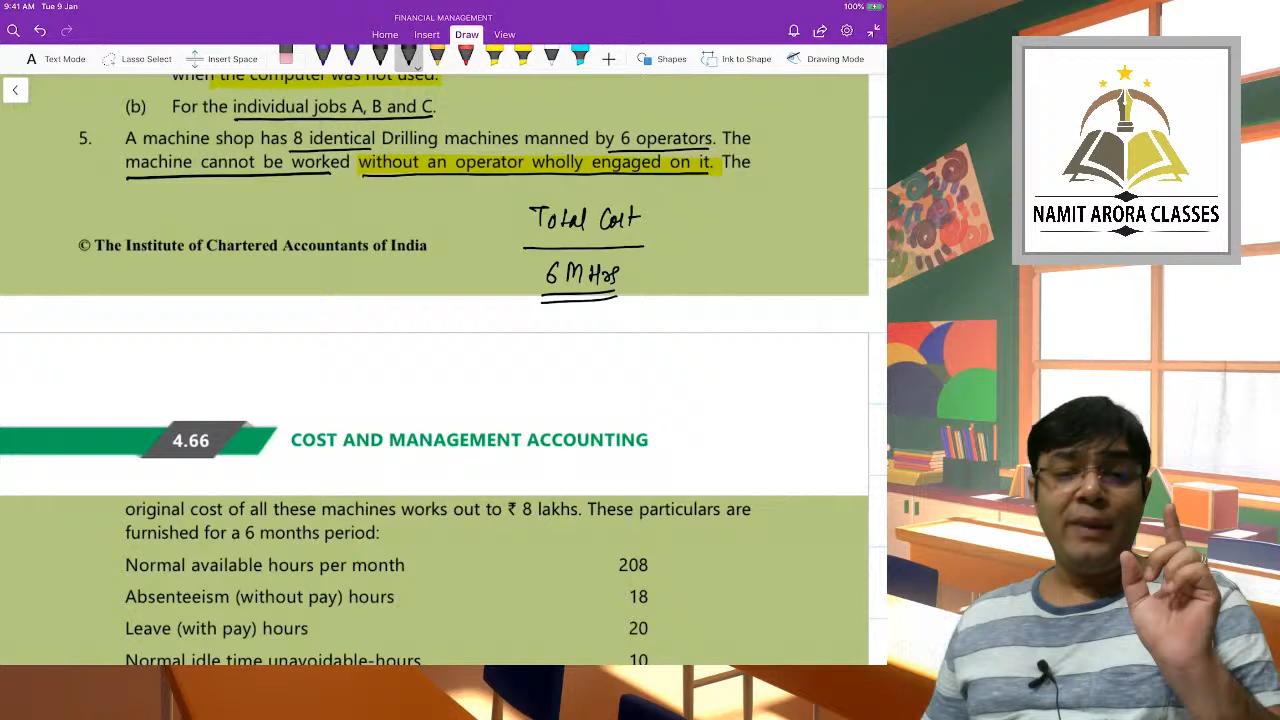 9:41 AM Tue 9 Jan
100%
FINANCIAL MANAGEMENT
Home Insert Draw View
A Text Mode Lasso Select Insert Space Shapes Ink to Shape Drawing Mode
when the computer was not used.
(b) For the individual jobs A, B and C.
5. A machine shop has 8 identical Drilling machines manned by 6 operators. The
machine cannot be worked without an operator wholly engaged on it. The
Total Cost
6 M Hrs
© The Institute of Chartered Accountants of India
4.66 COST AND MANAGEMENT ACCOUNTING
original cost of all these machines works out to ₹ 8 lakhs. These particulars are
furnished for a 6 months period:
Normal available hours per month 208
Absenteeism (without pay) hours 18
Leave (with pay) hours 20
Normal idle time unavoidable-hours 10
NAMIT ARORA CLASSES